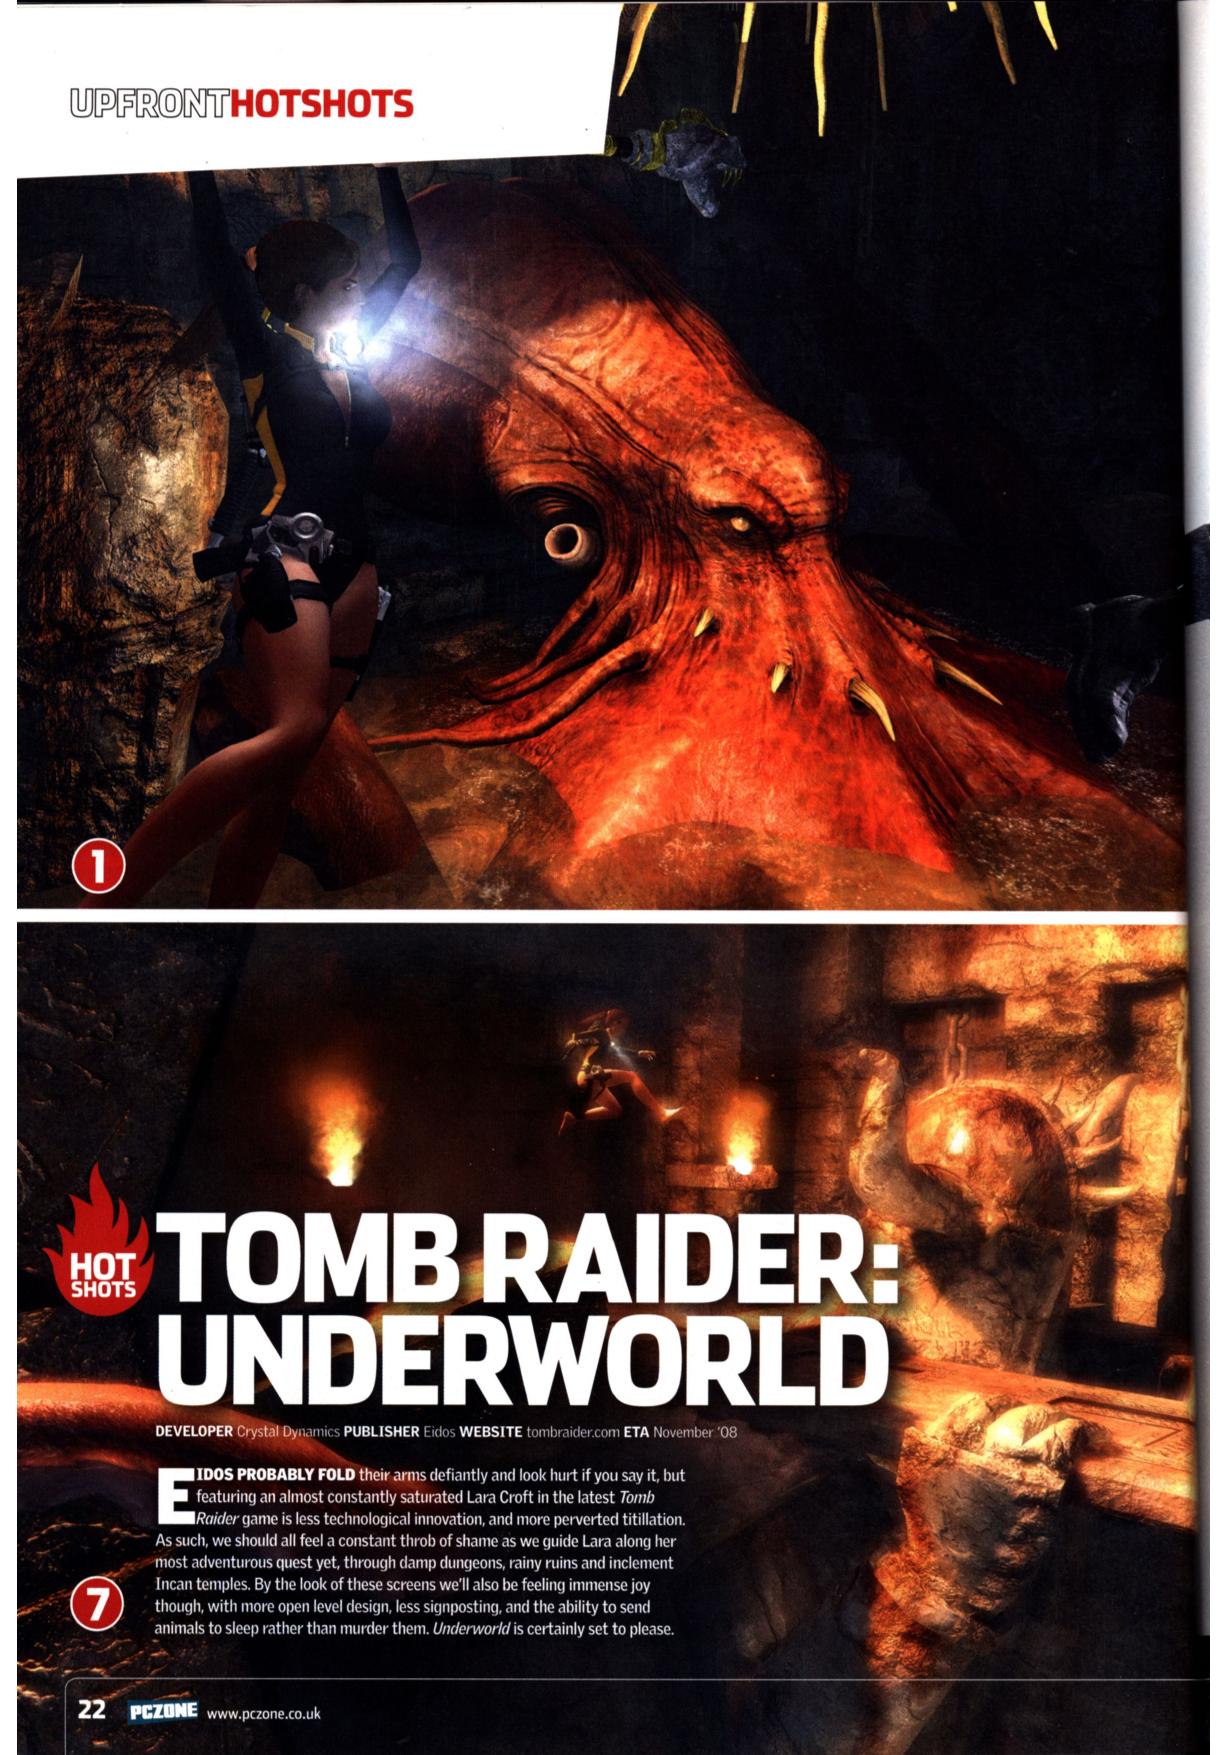 UPFRONTHOTSHOTS
1
HOT
SHOTS
TOMB RAIDER:
UNDERWORLD
DEVELOPER Crystal Dynamics PUBLISHER Eidos WEBSITE tombraider.com ETA November '08
EIDOS PROBABLY FOLD their arms defiantly and look hurt if you say it, but
featuring an almost constantly saturated Lara Croft in the latest Tomb
Raider game is less technological innovation, and more perverted titillation.
As such, we should all feel a constant throb of shame as we guide Lara along her
most adventurous quest yet, through damp dungeons, rainy ruins and inclement
Incan temples. By the look of these screens we'll also be feeling immense joy
though, with more open level design, less signposting, and the ability to send
animals to sleep rather than murder them. Underworld is certainly set to please.
7
22 PCZONE www.pczone.co.uk